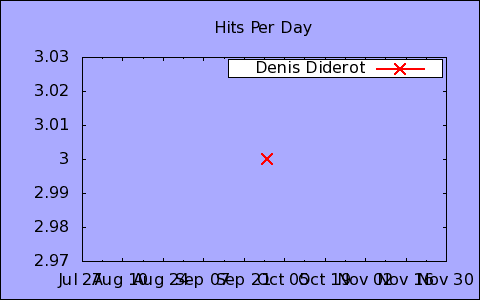 Hits Per Day
Denis Diderot
3.03
3.02
3.01
3
2.99
2.98
2.97
Jul 27 Aug 10 Aug 24 Sep 07 Sep 21 Oct 05 Oct 19 Nov 02 Nov 16 Nov 30